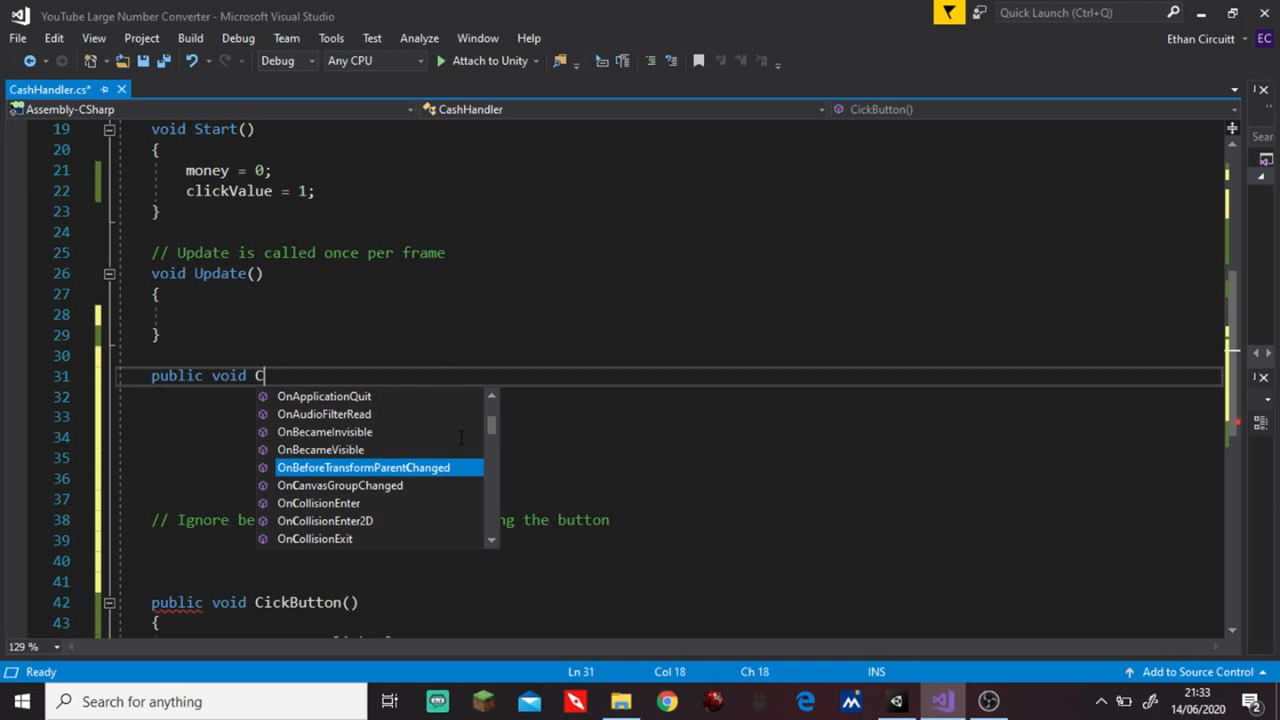 YouTube Large Number Converter - Microsoft Visual Studio
Quick Launch (Ctrl+Q)
File Edit View Project Build Debug Team Tools Test Analyze Window Help
Ethan Circuitt EC
Debug Any CPU Attach to Unity
CashHandler.cs*
Assembly-CSharp CashHandler CickButton()
Sear
19 void Start()
20 {
21 money = 0;
22 clickValue = 1;
23 }
24
25 // Update is called once per frame
26 void Update()
27 {
28
29 }
30
31 public void C
32 OnApplicationQuit
33 OnAudioFilterRead
34 OnBecameInvisible
35 OnBecameVisible
36 OnBeforeTransformParentChanged
37 OnCanvasGroupChanged
OnCollisionEnter
38 // Ignore be OnCollisionEnter2D ng the button
39 OnCollisionExit
40
41
42 public void CickButton()
43 {
129 %
Ready Ln 31 Col 18 Ch 18 INS Add to Source Control
Search for anything
21:33
14/06/2020
2